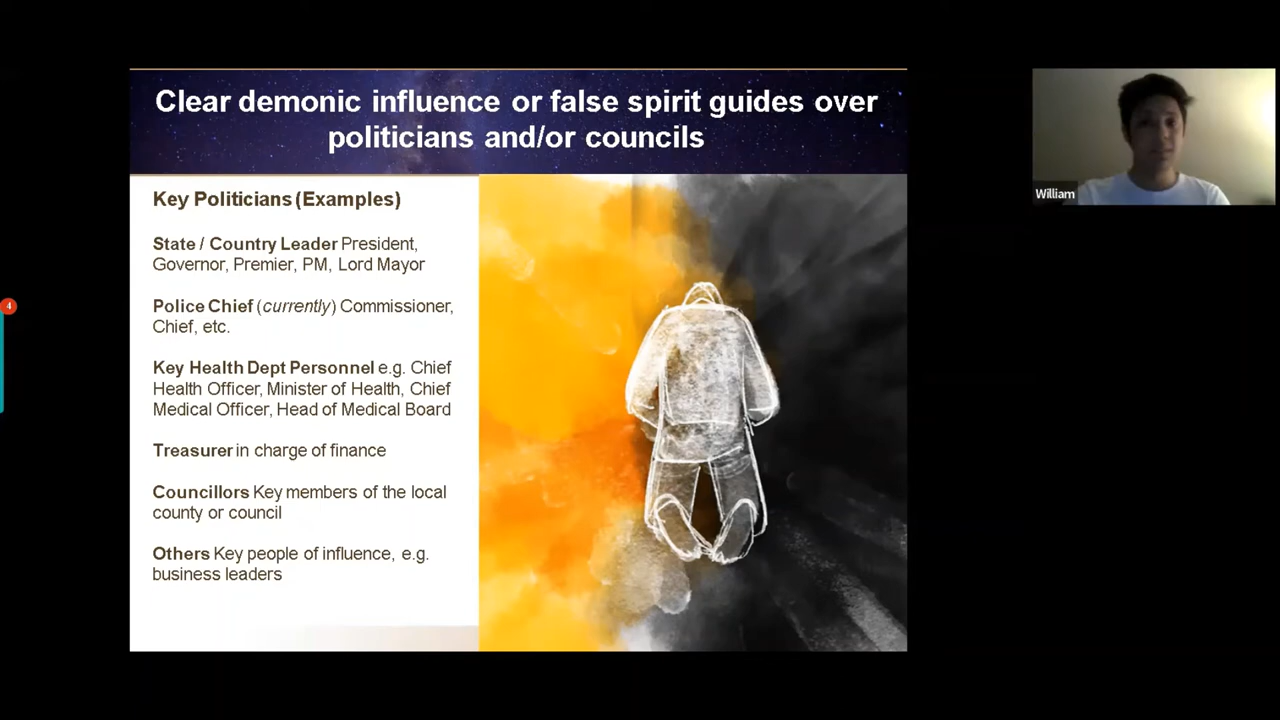 Clear demonic influence or false spirit guides over
politicians and/or councils
Key Politicians (Examples)
State / Country Leader President,
Governor, Premier, PM, Lord Mayor
Police Chief (currently) Commissioner,
Chief, etc.
Key Health Dept Personnel e.g. Chief
Health Officer, Minister of Health, Chief
Medical Officer, Head of Medical Board
Treasurer in charge of finance
Councillors Key members of the local
county or council
Others Key people of influence, e.g.
business leaders
William
4